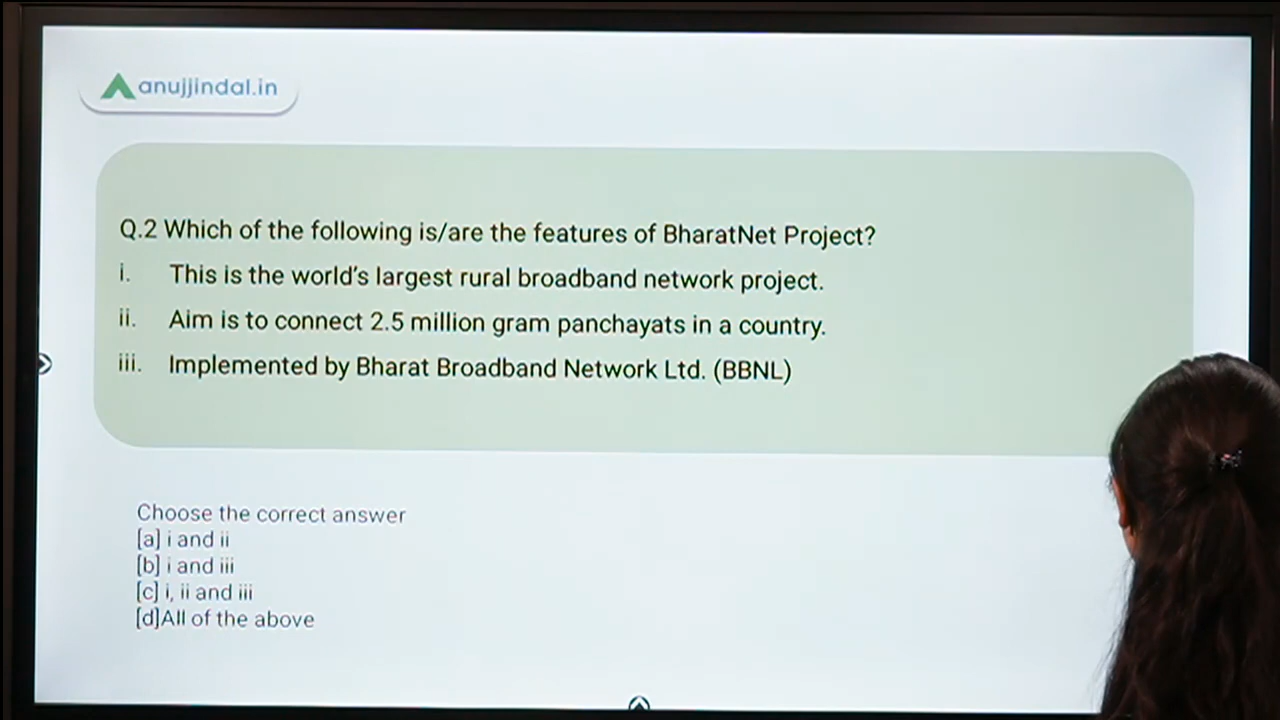 anujjindal.in
Q.2 Which of the following is/are the features of BharatNet Project?
i. This is the world's largest rural broadband network project.
ii. Aim is to connect 2.5 million gram panchayats in a country.
iii. Implemented by Bharat Broadband Network Ltd. (BBNL)
Choose the correct answer
[a] i and ii
[b] i and iii
[c] i, ii and iii
[d]All of the above